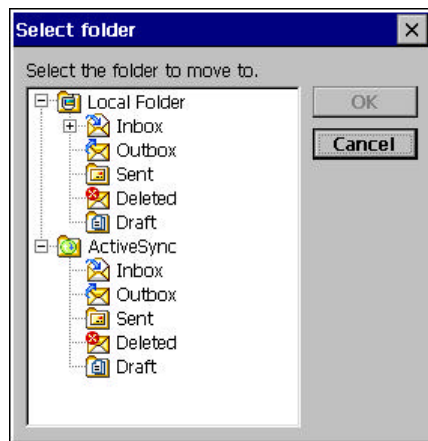 Select folder
Select the folder to move to.
Local Folder
OK
Inbox
Cancel
Outbox
Sent
Deleted
Draft
ActiveSync
Inbox
Outbox
Sent
Deleted
Draft